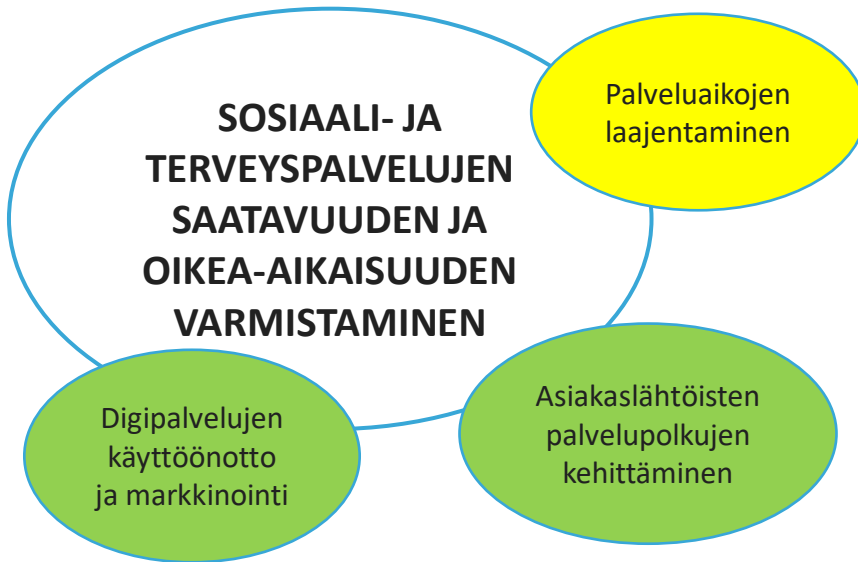 SOSIAALI- JA
TERVEYSPALVELUJEN
SAATAVUUDEN JA
OIKEA-AIKAISUUDEN
VARMISTAMINEN
Palveluaikojen
laajentaminen
Digipalvelujen
käyttöönotto
ja markkinointi
Asiakaslähtöisten
palvelupolkujen
kehittäminen